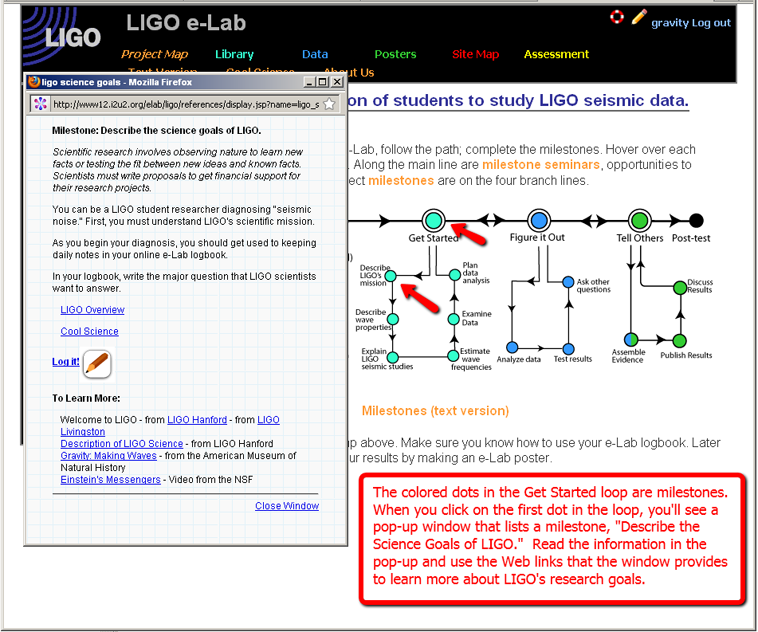 LIGO
LIGO e-Lab
gravity Log out
Project Map Library Data Posters Site Map Assessment
Text Version Cool Science About Us
ligo science goals - Mozilla Firefox
http://www12.i2u2.org/elab/ligo/references/display.jsp?name=ligo_s
Milestone: Describe the science goals of LIGO.
Scientific research involves observing nature to learn new
facts or testing the fit between new ideas and known facts.
Scientists must write proposals to get financial support for
their research projects.
You can be a LIGO student researcher diagnosing "seismic
noise." First, you must understand LIGO's scientific mission.
As you begin your diagnosis, you should get used to keeping
daily notes in your online e-Lab logbook.
In your logbook, write the major question that LIGO scientists
want to answer.
LIGO Overview
Cool Science
Log it!
To Learn More:
Welcome to LIGO - from LIGO Hanford - from LIGO
Livingston
Description of LIGO Science - from LIGO Hanford
Gravity: Making Waves - from the American Museum of
Natural History
Einstein's Messengers - Video from the NSF
Close Window
on of students to study LIGO seismic data.
e-Lab, follow the path; complete the milestones. Hover over each
. Along the main line are milestone seminars, opportunities to
ect milestones are on the four branch lines.
Get Started
Figure it Out
Tell Others
Post-test
Describe
LIGO's
mission
Plan
data
analysis
Describe
wave
properties
Examine
Data
Explain
LIGO
seismic studies
Estimate
wave
frequencies
Ask other
questions
Analyze data
Test results
Discuss
Results
Assemble
Evidence
Publish Results
Milestones (text version)
ap above. Make sure you know how to use your e-Lab logbook. Later
ur results by making an e-Lab poster.
The colored dots in the Get Started loop are milestones.
When you click on the first dot in the loop, you'll see a
pop-up window that lists a milestone, "Describe the
Science Goals of LIGO." Read the information in the
pop-up and use the Web links that the window provides
to learn more about LIGO's research goals.